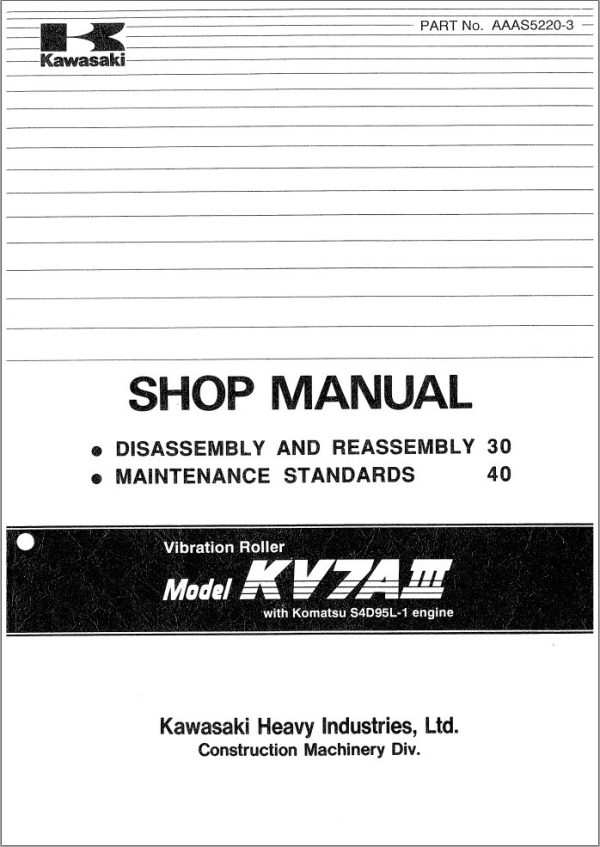 PART No. AAAS5220-3
Kawasaki
SHOP MANUAL
● DISASSEMBLY AND REASSEMBLY 30
● MAINTENANCE STANDARDS 40
Vibration Roller
Model KV7AIII
with Komatsu S4D95L-1 engine
Kawasaki Heavy Industries, Ltd.
Construction Machinery Div.